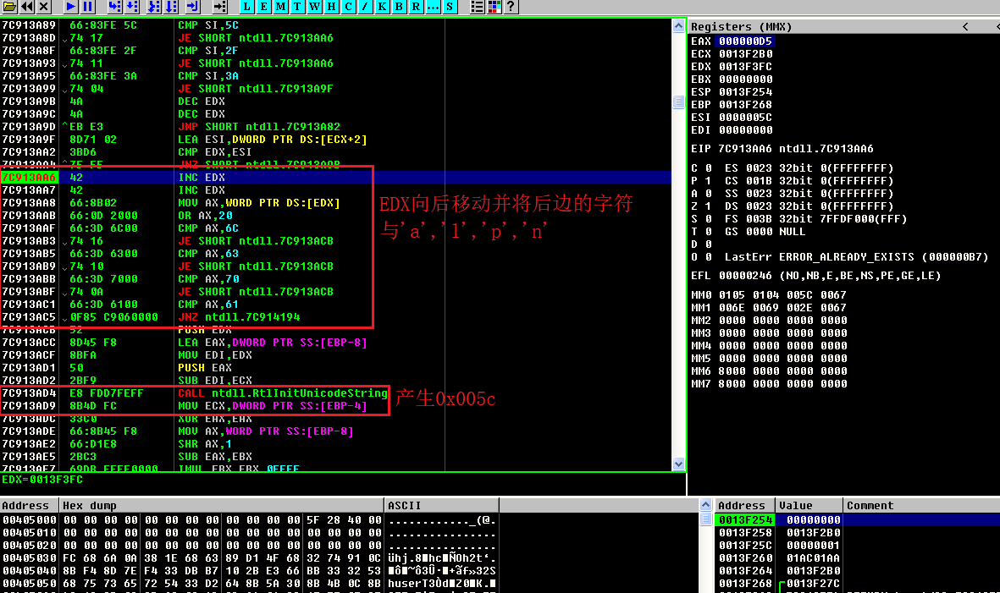 L E M T W H C / K B R ... S ?
7C913A89 66:83FE 5C CMP SI,5C
7C913A8D 74 17 JE SHORT ntdll.7C913AA6
7C913A8F 66:83FE 2F CMP SI,2F
7C913A93 74 11 JE SHORT ntdll.7C913AA6
7C913A95 66:83FE 3A CMP SI,3A
7C913A99 74 04 JE SHORT ntdll.7C913A9F
7C913A9B 4A DEC EDX
7C913A9C 4A DEC EDX
7C913A9D ^EB E3 JMP SHORT ntdll.7C913A82
7C913A9F 8D71 02 LEA ESI,DWORD PTR DS:[ECX+2]
7C913AA2 3BD6 CMP EDX,ESI
7C913AA4 ^75 F5 JNZ SHORT ntdll.7C913A9B
7C913AA6 42 INC EDX
7C913AA7 42 INC EDX
7C913AA8 66:8B02 MOV AX,WORD PTR DS:[EDX]
7C913AAB 66:0D 2000 OR AX,20
7C913AAF 66:3D 6C00 CMP AX,6C
7C913AB3 74 16 JE SHORT ntdll.7C913ACB
7C913AB5 66:3D 6300 CMP AX,63
7C913AB9 74 10 JE SHORT ntdll.7C913ACB
7C913ABB 66:3D 7000 CMP AX,70
7C913ABF 74 0A JE SHORT ntdll.7C913ACB
7C913AC1 66:3D 6100 CMP AX,61
7C913AC5 0F85 C9060000 JNZ ntdll.7C914194
7C913ACB 52 PUSH EDX
7C913ACC 8D45 F8 LEA EAX,DWORD PTR SS:[EBP-8]
7C913ACF 8BFA MOV EDI,EDX
7C913AD1 50 PUSH EAX
7C913AD2 2BF9 SUB EDI,ECX
7C913AD4 E8 FDD7FEFF CALL ntdll.RtlInitUnicodeString
7C913AD9 8B4D FC MOV ECX,DWORD PTR SS:[EBP-4]
7C913ADC 33C0 XOR EAX,EAX
7C913ADE 66:8B45 F8 MOV AX,WORD PTR SS:[EBP-8]
7C913AE2 66:D1E8 SHR AX,1
7C913AE5 2BC3 SUB EAX,EBX
7C913AE7 69DB FFFF0000 IMUL EBX,EBX,0FFFF
EDX向后移动并将后边的字符
与'a','l','p','n'
产生0x005c
EDX=0013F3FC
Registers (MMX) < <
EAX 000000D5
ECX 0013F2B0
EDX 0013F3FC
EBX 00000000
ESP 0013F254
EBP 0013F268
ESI 0000005C
EDI 00000000
EIP 7C913AA6 ntdll.7C913AA6
C 0 ES 0023 32bit 0(FFFFFFFF)
P 1 CS 001B 32bit 0(FFFFFFFF)
A 0 SS 0023 32bit 0(FFFFFFFF)
Z 1 DS 0023 32bit 0(FFFFFFFF)
S 0 FS 003B 32bit 7FFDF000(FFF)
T 0 GS 0000 NULL
D 0
O 0 LastErr ERROR_ALREADY_EXISTS (000000B7)
EFL 00000246 (NO,NB,E,BE,NS,PE,GE,LE)
MM0 0105 0104 005C 0067
MM1 006E 0069 002E 0067
MM2 0000 0000 0000 0000
MM3 0000 0000 0000 0000
MM4 0000 0000 0000 0000
MM5 0000 0000 0000 0000
MM6 8000 0000 0000 0000
MM7 8000 0000 0000 0000
Address Hex dump ASCII
00405000 00 00 00 00 00 00 00 00 00 00 00 00 5F 28 40 00 ............_(@.
00405010 00 00 00 00 00 00 00 00 00 00 00 00 00 00 00 00 ................
00405020 00 00 00 00 00 00 00 00 00 00 00 00 00 00 00 00 ................
00405030 FC 68 6A 0A 38 1E 68 63 89 D1 4F 68 32 74 91 0C
00405040 8B F4 8D 7E F4 33 DB B7 10 2B E3 66 BB 33 32 53
00405050 68 75 73 65 72 54 33 D2 64 8B 5A 30 8B 4B 0C 8B
Address Value Comment
0013F254 00000000
0013F258 0013F2B0
0013F25C 00000001
0013F260 01AC01AA
0013F264 0013F2B0
0013F268 0013F27C